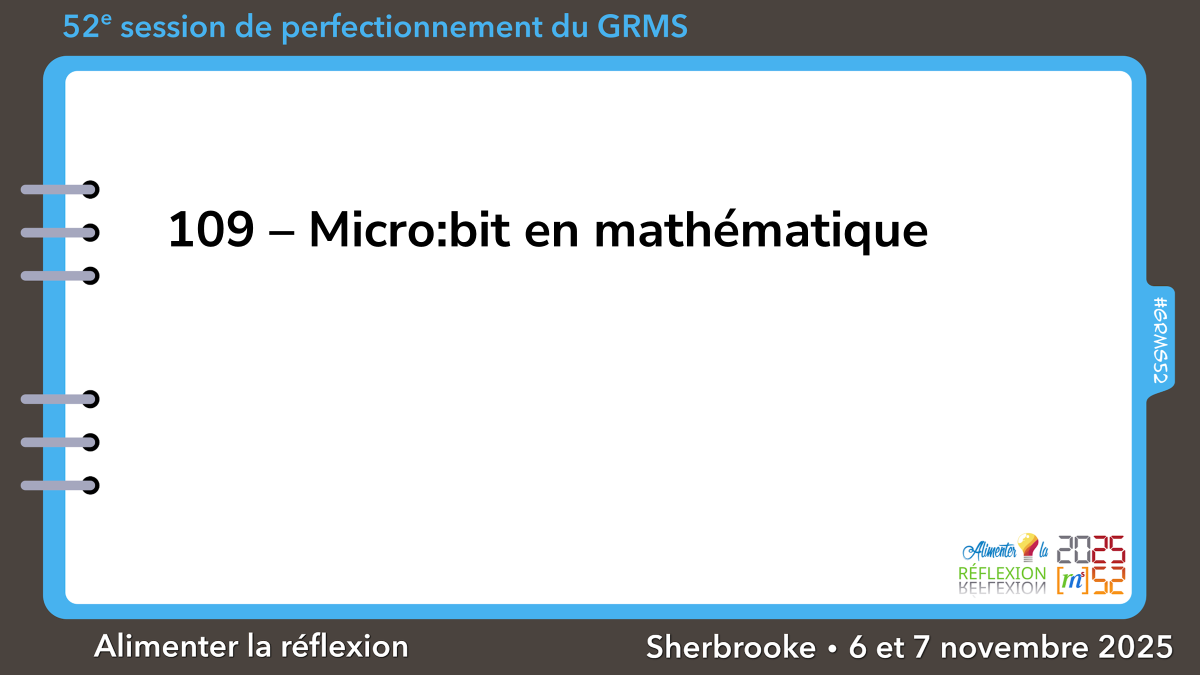 52e session de perfectionnement du GRMS
109 – Micro:bit en mathématique
#GRMS52
Alimenter la
RÉFLEXION
2025
[ms] 52
Alimenter la réflexion
Sherbrooke • 6 et 7 novembre 2025